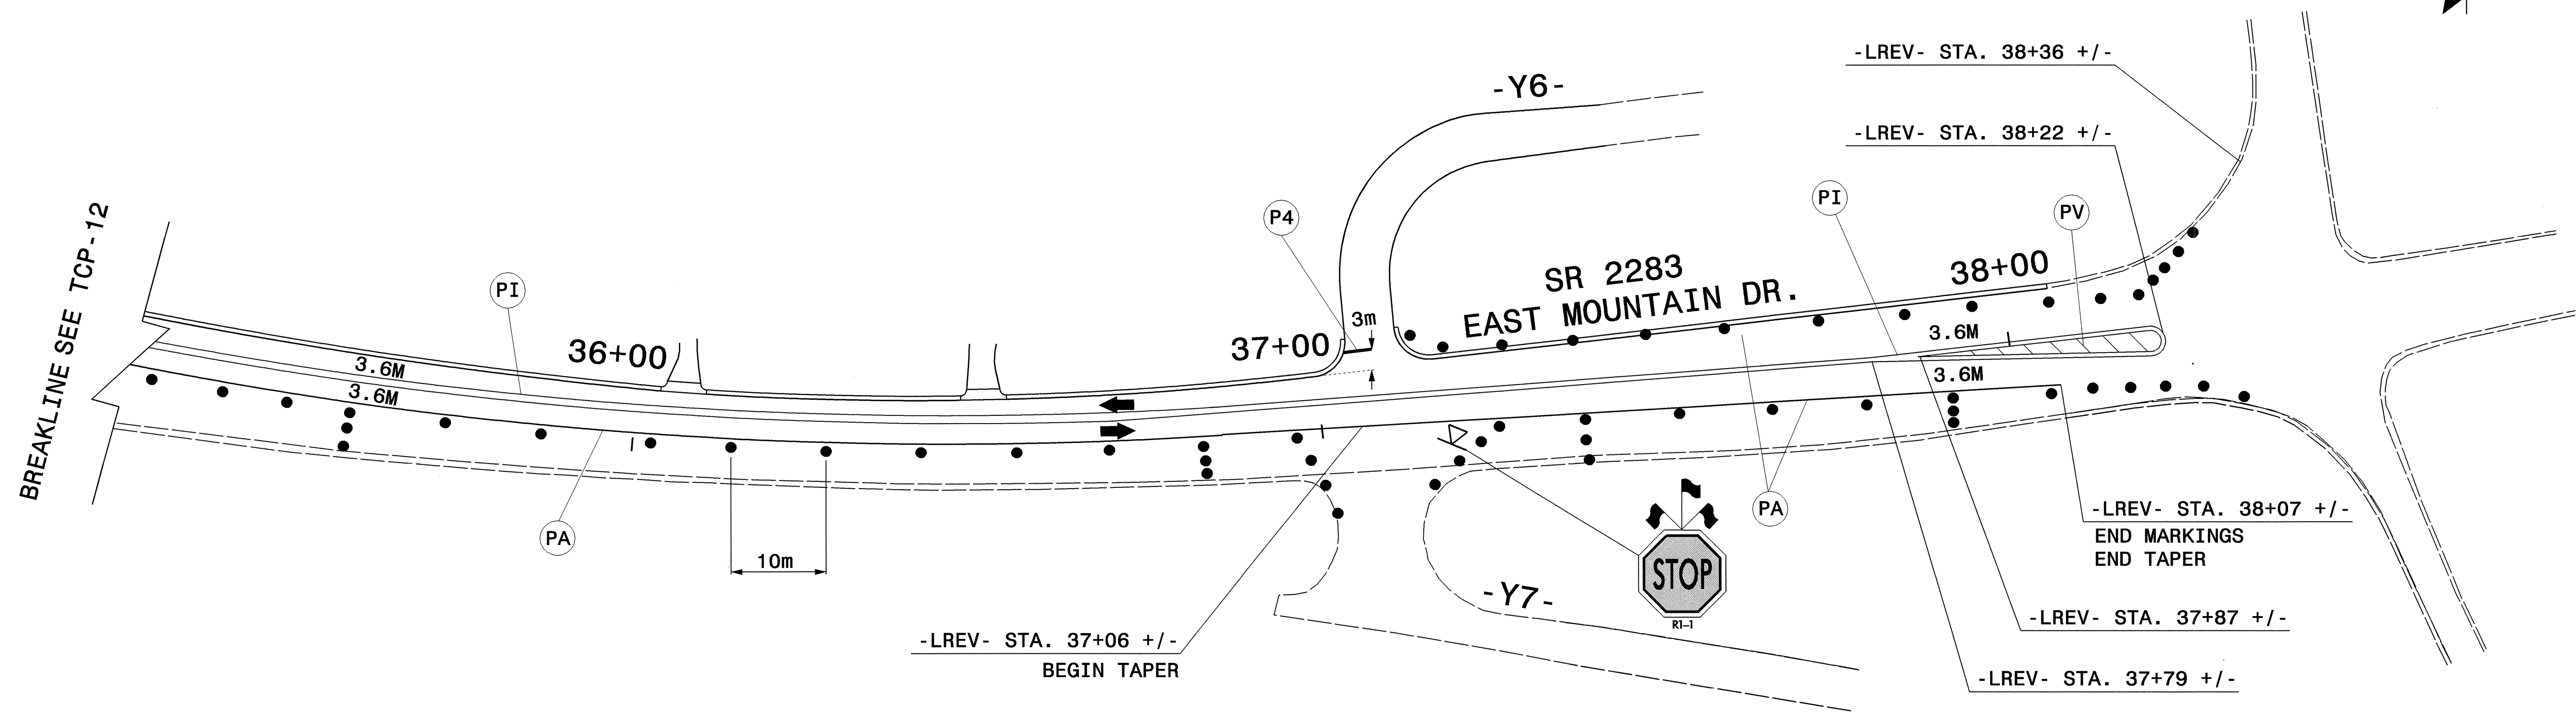 BREAKLINE SEE TCP-12
-LREV- STA. 38+36 +/-
-Y6-
-LREV- STA. 38+22 +/-
PI
P4
PV
SR 2283
EAST MOUNTAIN DR.
38+00
PI
3m
37+00
36+00
3.6M
3.6M
3.6M
3.6M
PA
PA
10m
STOP
R1-1
-Y7-
-LREV- STA. 38+07 +/-
END MARKINGS
END TAPER
-LREV- STA. 37+06 +/-
BEGIN TAPER
-LREV- STA. 37+87 +/-
-LREV- STA. 37+79 +/-